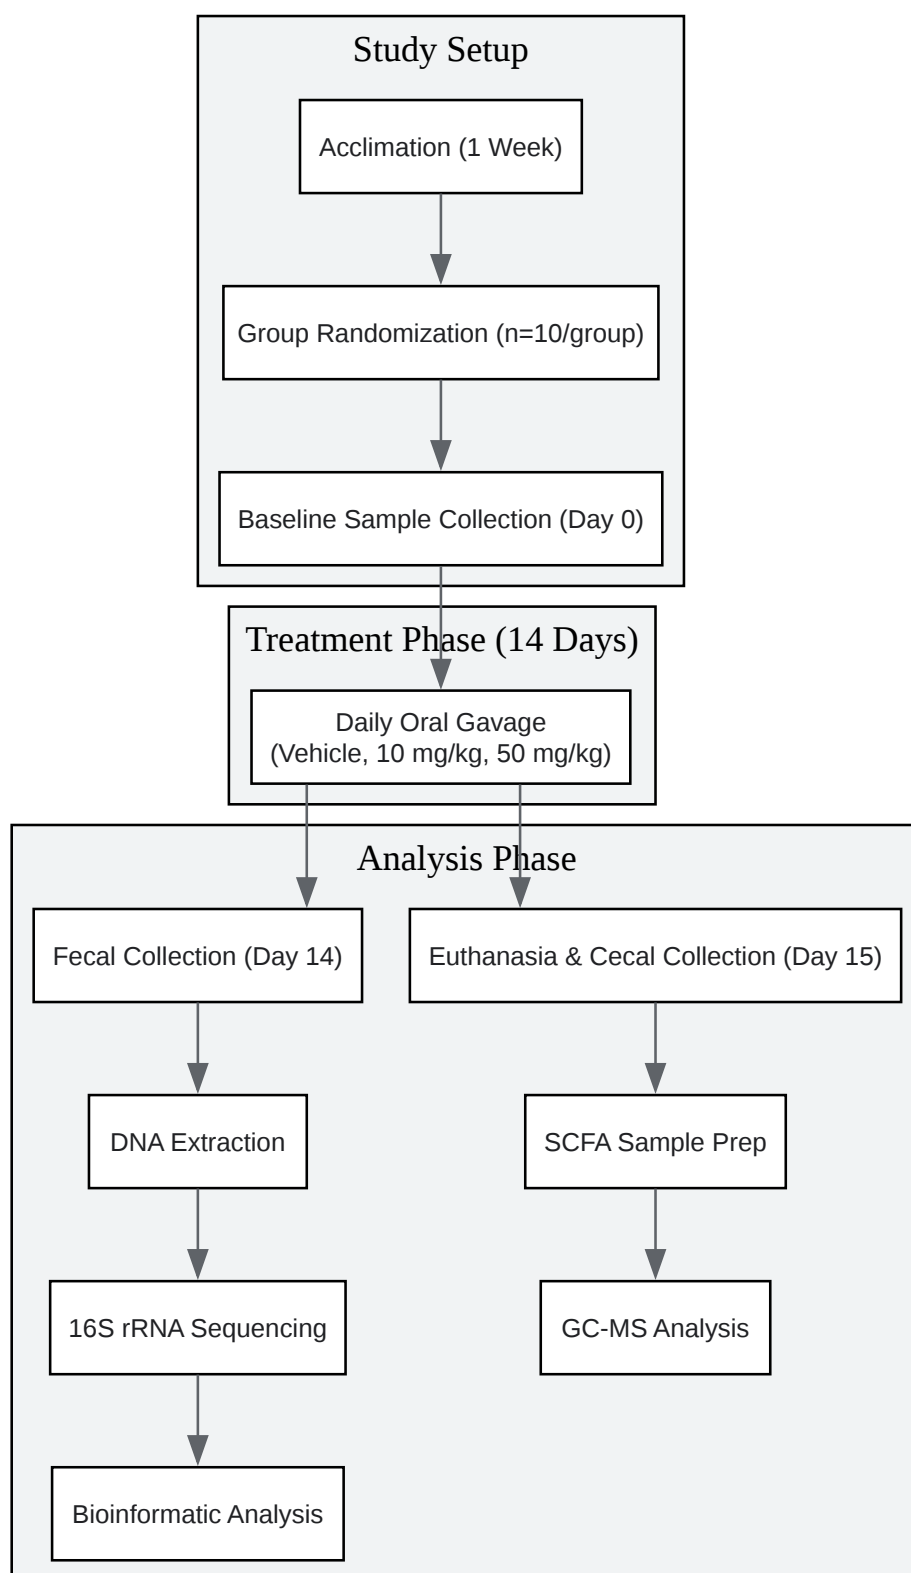 Study Setup
Acclimation (1 Week)
Group Randomization (n=10/group)
Baseline Sample Collection (Day 0)
Treatment Phase (14 Days)
Daily Oral Gavage
(Vehicle, 10 mg/kg, 50 mg/kg)
Analysis Phase
Fecal Collection (Day 14)
Euthanasia & Cecal Collection (Day 15)
DNA Extraction
SCFA Sample Prep
16S rRNA Sequencing
GC-MS Analysis
Bioinformatic Analysis